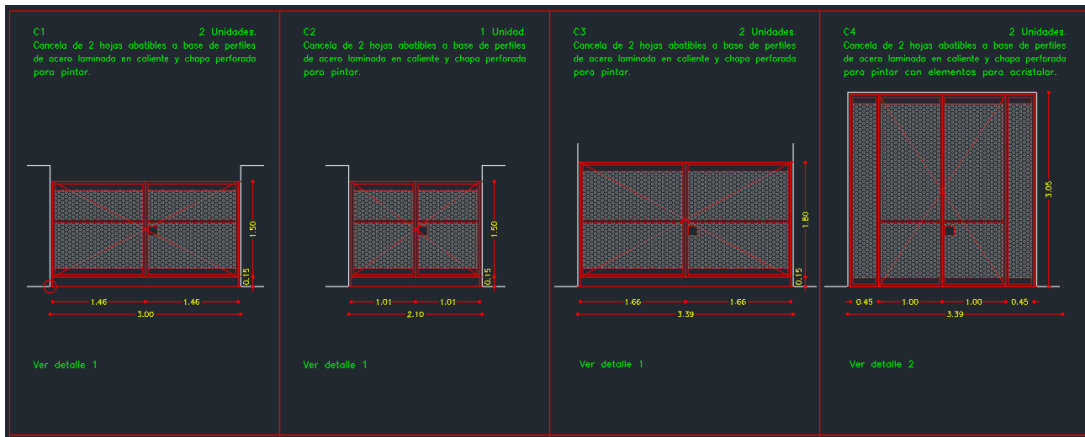 C1 2 Unidades.
Cancela de 2 hojas abatibles a base de perfiles
de acero laminada en caliente y chapa perforada
para pintar.
1.50
0.15
1.46 1.46
3.00
Ver detalle 1
C2 1 Unidad.
Cancela de 2 hojas abatibles a base de perfiles
de acero laminada en caliente y chapa perforada
para pintar.
1.50
0.15
1.01 1.01
2.10
Ver detalle 1
C3 2 Unidades.
Cancela de 2 hojas abatibles a base de perfiles
de acero laminada en caliente y chapa perforada
para pintar.
1.80
0.15
1.66 1.66
3.39
Ver detalle 1
C4 2 Unidades.
Cancela de 2 hojas abatibles a base de perfiles
de acero laminada en caliente y chapa perforada
para pintar can elementos para acristalor.
3.05
0.45 1.00 1.00 0.45
3.39
Ver detalle 2